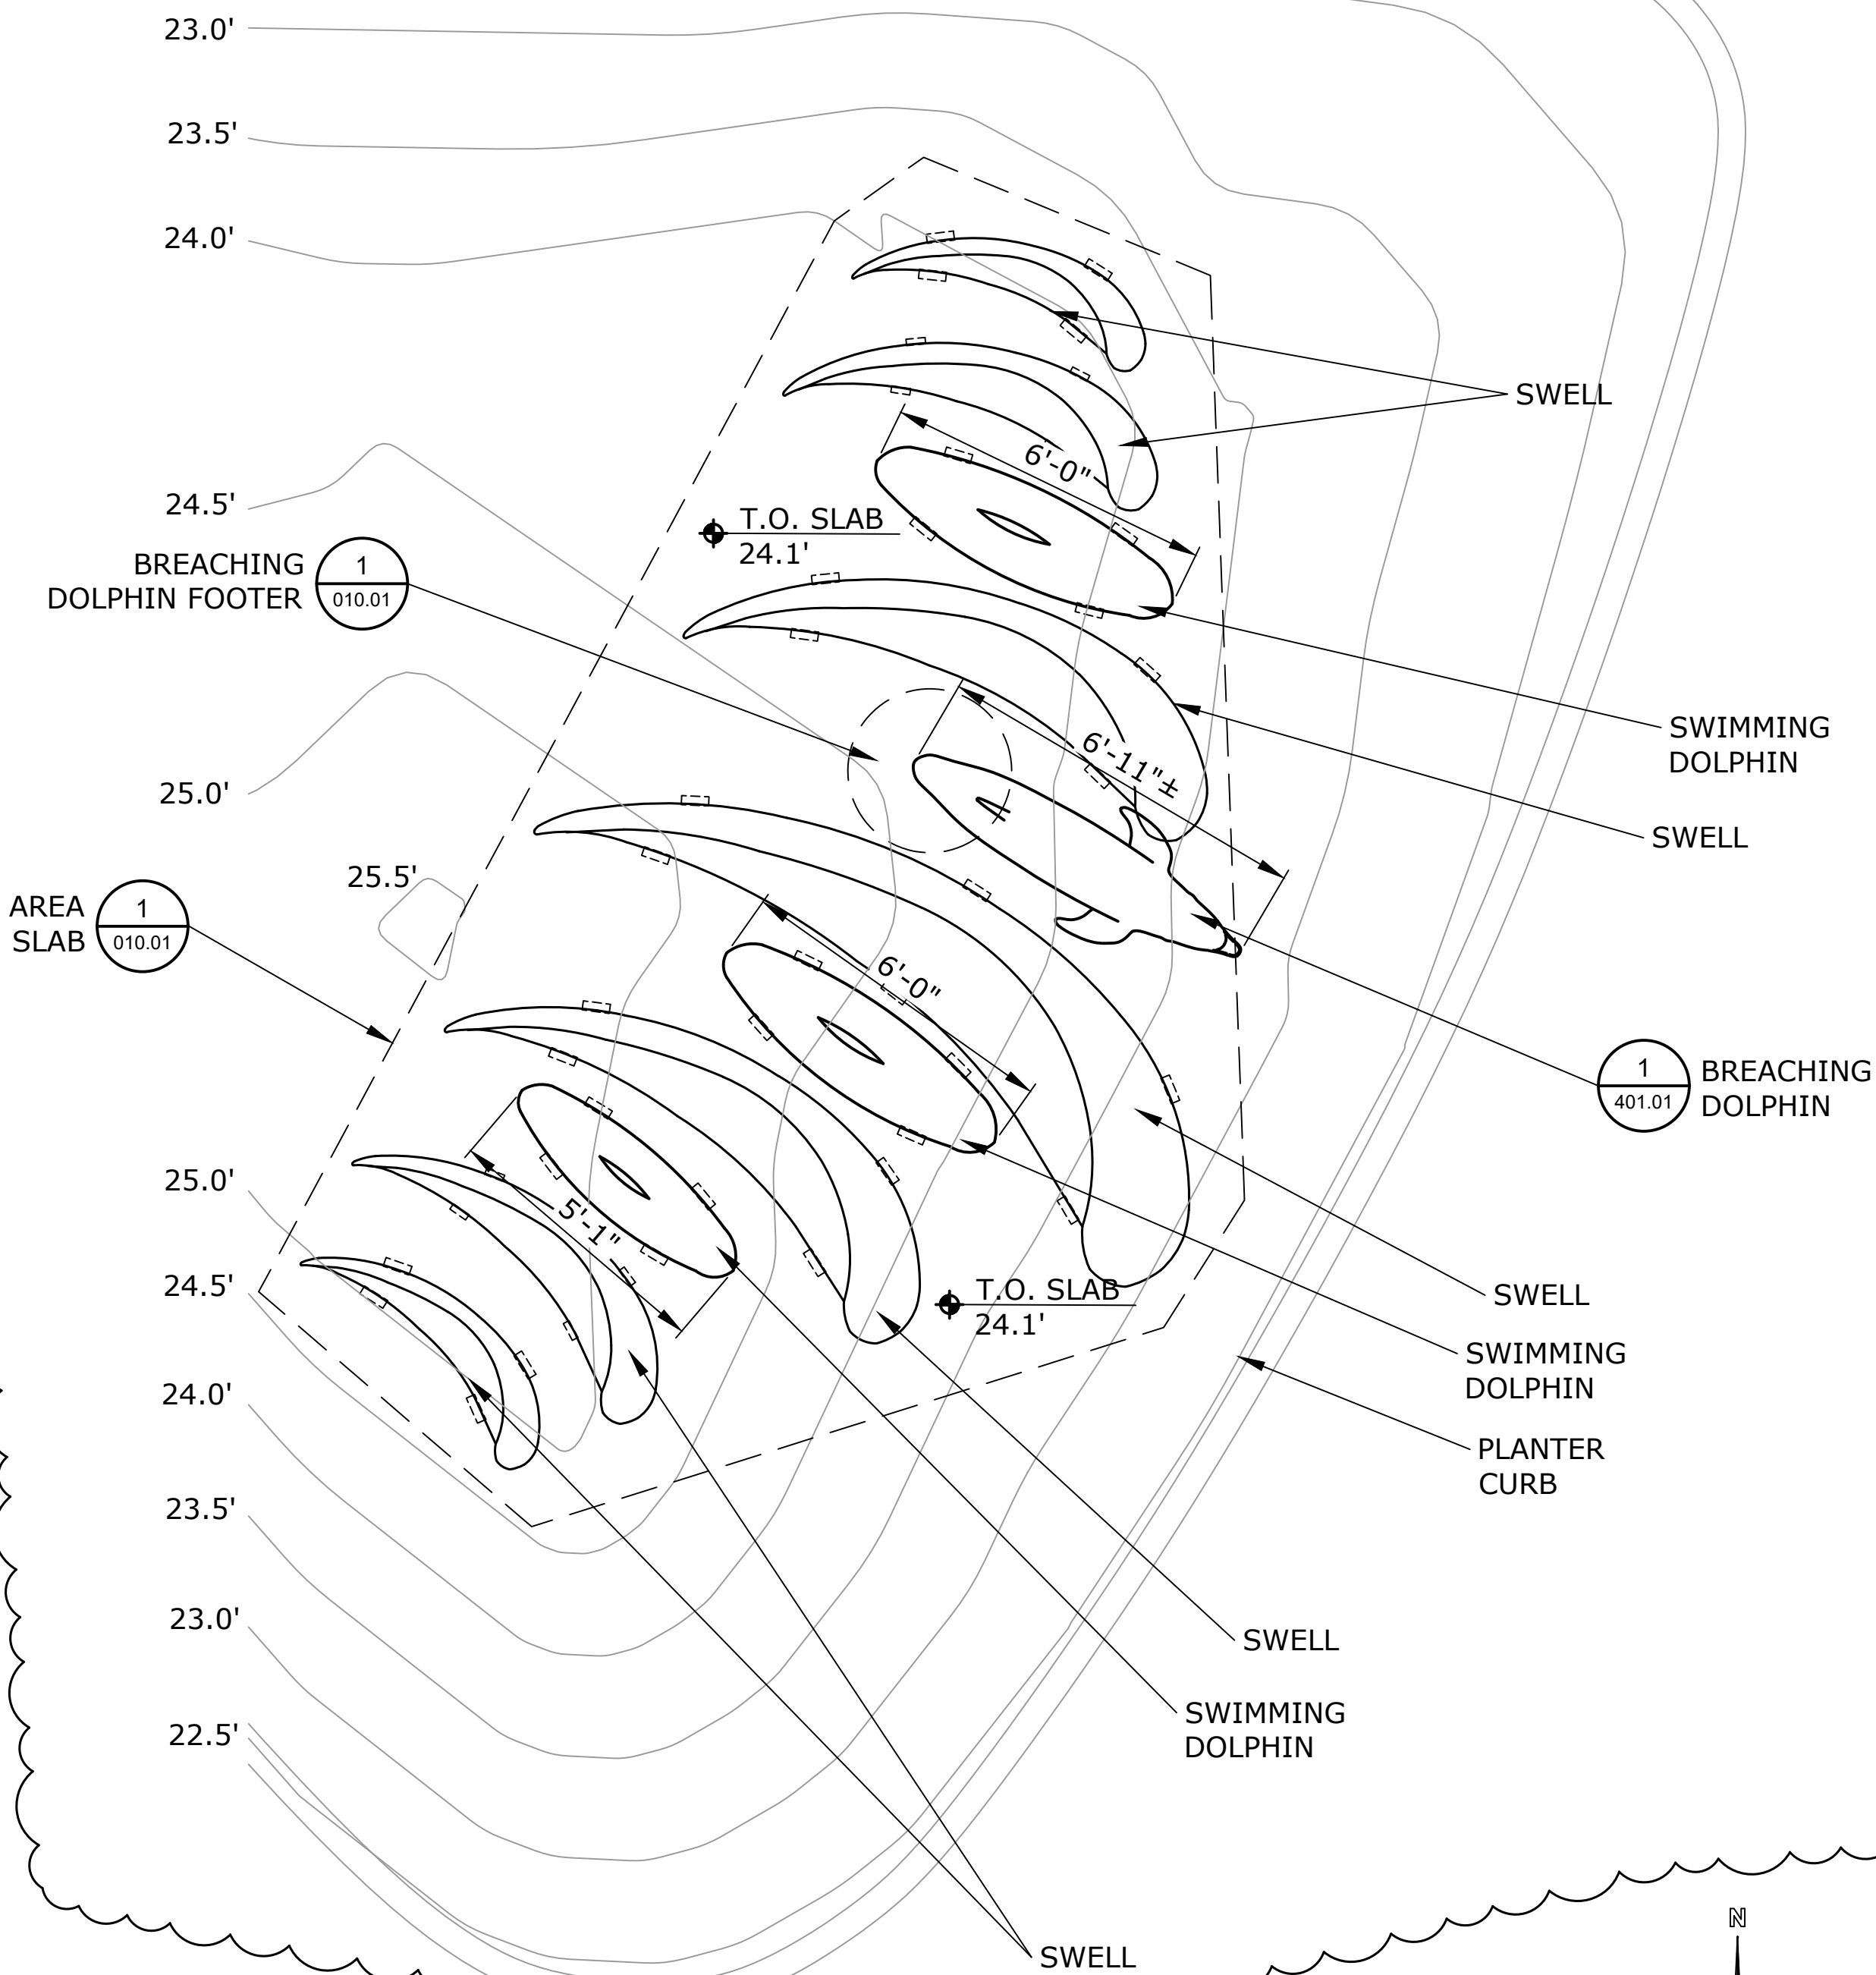 23.0'
23.5'
24.0'
SWELL
6'-0"
24.5'
T.O. SLAB
24.1'
BREACHING
DOLPHIN FOOTER
1
010.01
SWIMMING
DOLPHIN
6'-11"±
25.0'
SWELL
25.5'
AREA
SLAB
1
010.01
6'-0"
1
401.01
BREACHING
DOLPHIN
25.0'
5'-1"
24.5'
T.O. SLAB
24.1'
SWELL
SWIMMING
DOLPHIN
24.0'
PLANTER
CURB
23.5'
23.0'
SWELL
SWIMMING
DOLPHIN
22.5'
N
SWELL